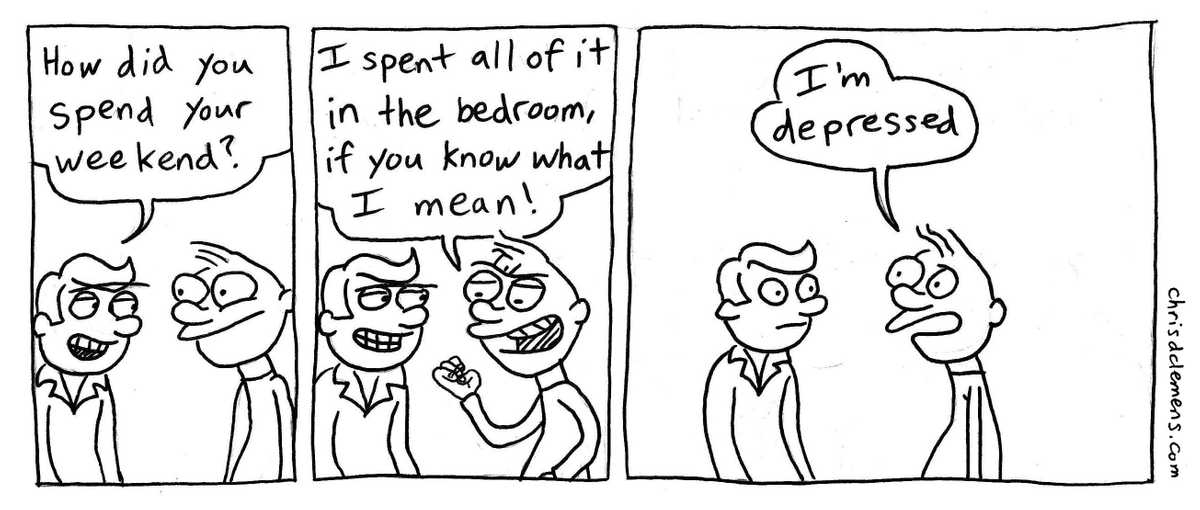 How did you
spend your
weekend?
I spent all of it
in the bedroom,
if you know what
I mean!
I'm
depressed
chrisdclemens.com